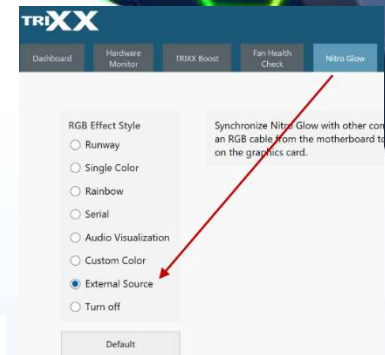 TRIXX
Dashboard
Hardware
Monitor
TRIXX Boost
Fan Health
Check
Nitro Glow
RGB Effect Style
Runway
Single Color
Rainbow
Serial
Audio Visualization
Custom Color
External Source
Turn off
Default
Synchronize Nitro Glow with other con
an RGB cable from the motherboard to
on the graphics card.